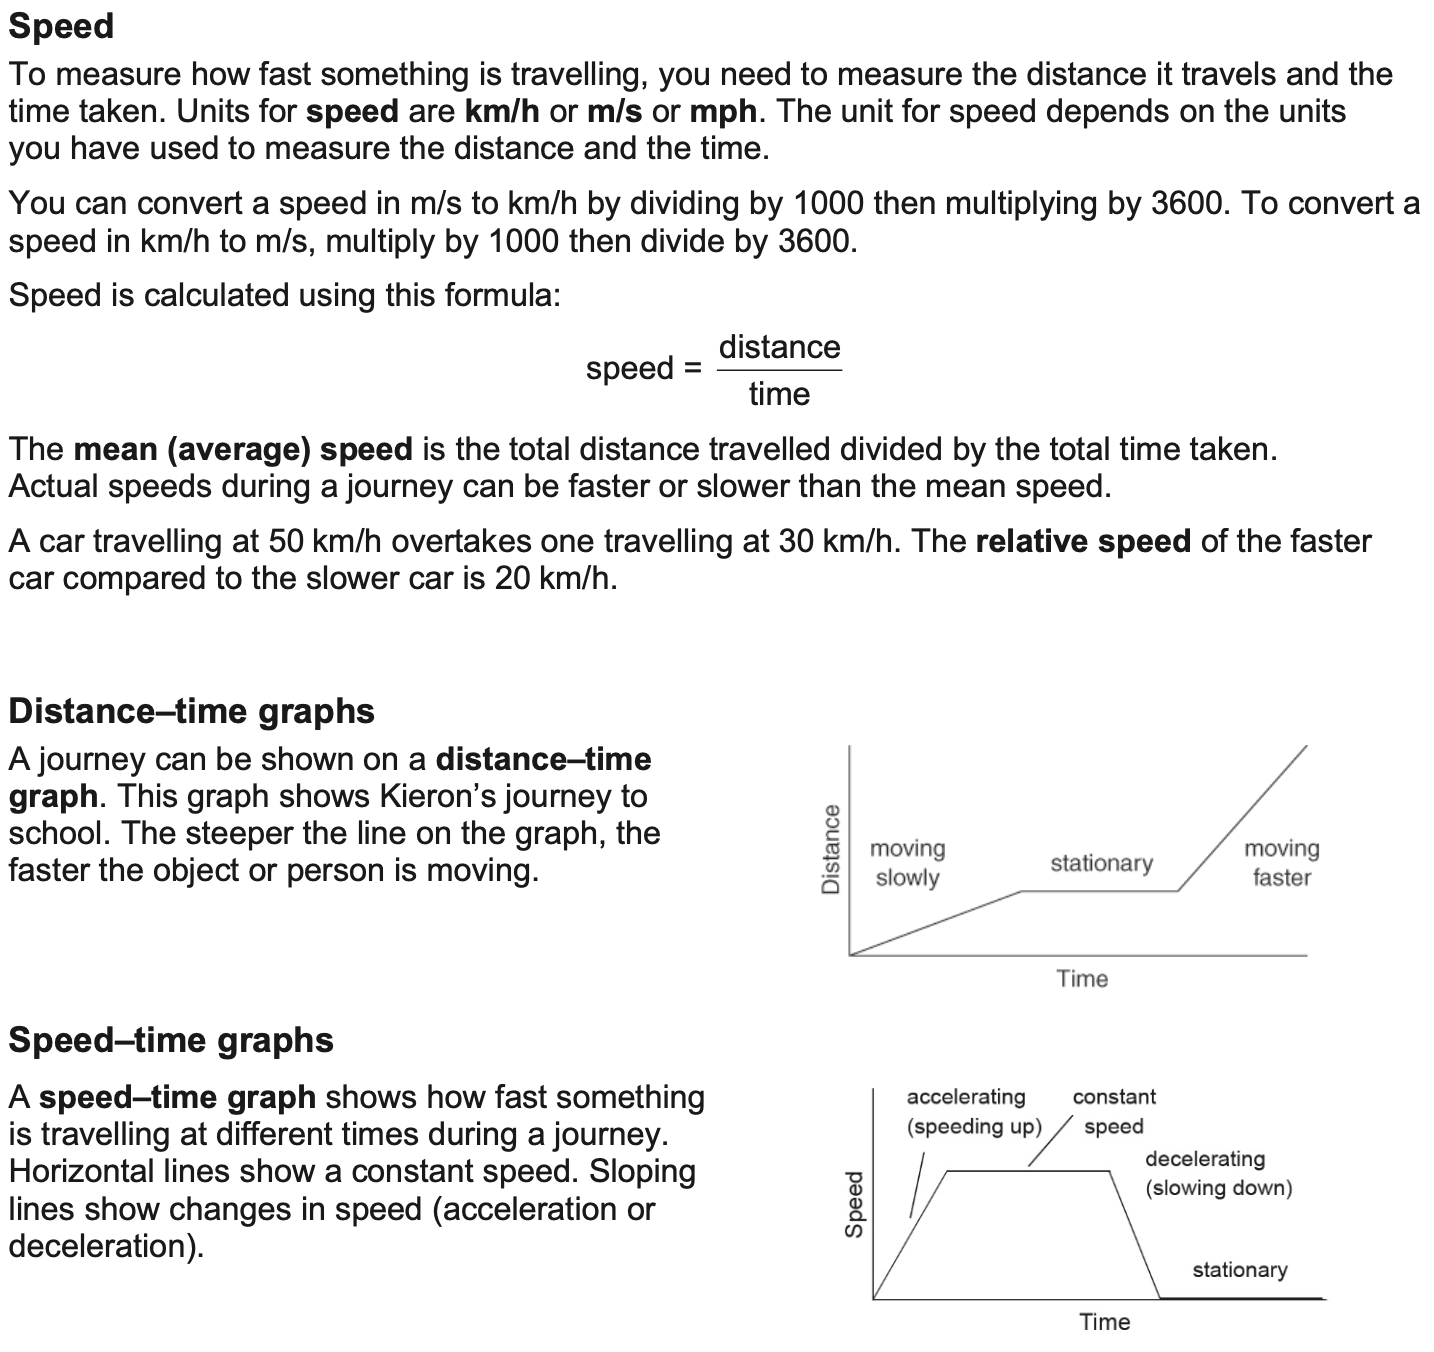 Speed
To measure how fast something is travelling, you need to measure the distance it travels and the
time taken. Units for speed are km/h or m/s or mph. The unit for speed depends on the units
you have used to measure the distance and the time.
You can convert a speed in m/s to km/h by dividing by 1000 then multiplying by 3600. To convert a
speed in km/h to m/s, multiply by 1000 then divide by 3600.
Speed is calculated using this formula:
speed = distance
time
The mean (average) speed is the total distance travelled divided by the total time taken.
Actual speeds during a journey can be faster or slower than the mean speed.
A car travelling at 50 km/h overtakes one travelling at 30 km/h. The relative speed of the faster
car compared to the slower car is 20 km/h.
Distance–time graphs
A journey can be shown on a distance–time
graph. This graph shows Kieron's journey to
school. The steeper the line on the graph, the
faster the object or person is moving.
Distance
moving
slowly
stationary
moving
faster
Time
Speed–time graphs
A speed–time graph shows how fast something
is travelling at different times during a journey.
Horizontal lines show a constant speed. Sloping
lines show changes in speed (acceleration or
deceleration).
Speed
accelerating
(speeding up)
constant
speed
decelerating
(slowing down)
stationary
Time